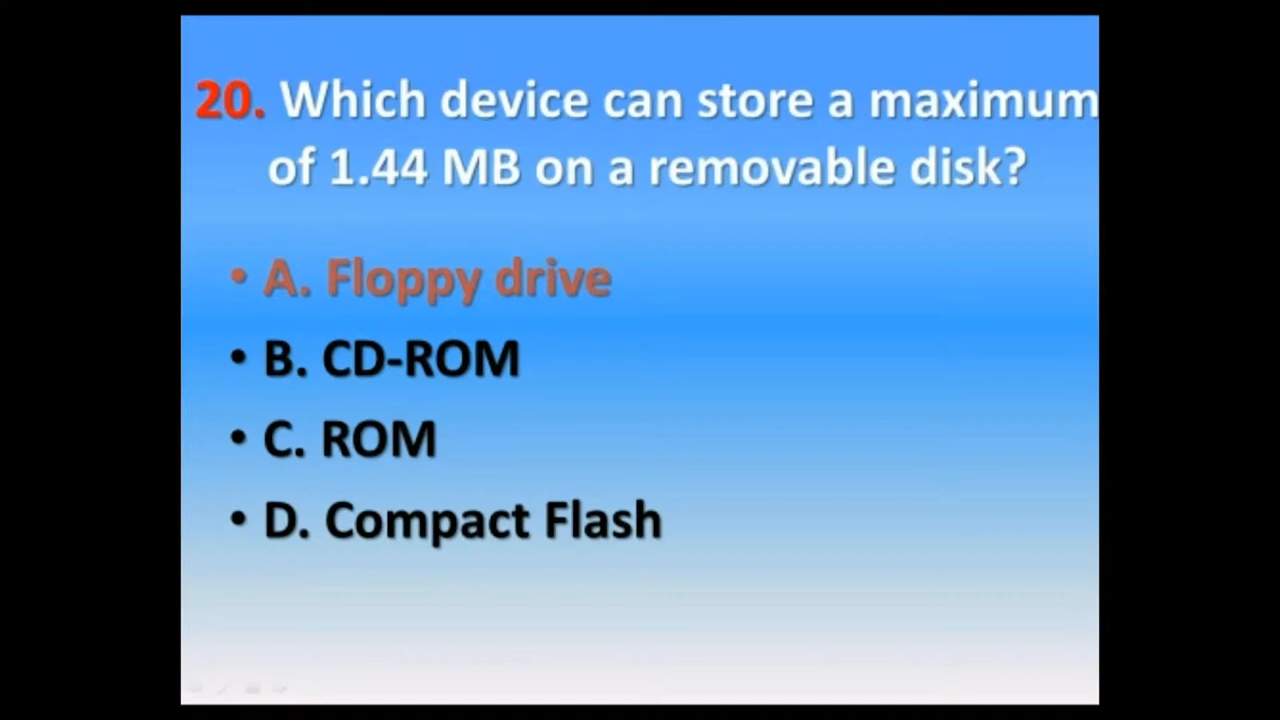 20. Which device can store a maximum
of 1.44 MB on a removable disk?
• A. Floppy drive
• B. CD-ROM
• C. ROM
• D. Compact Flash